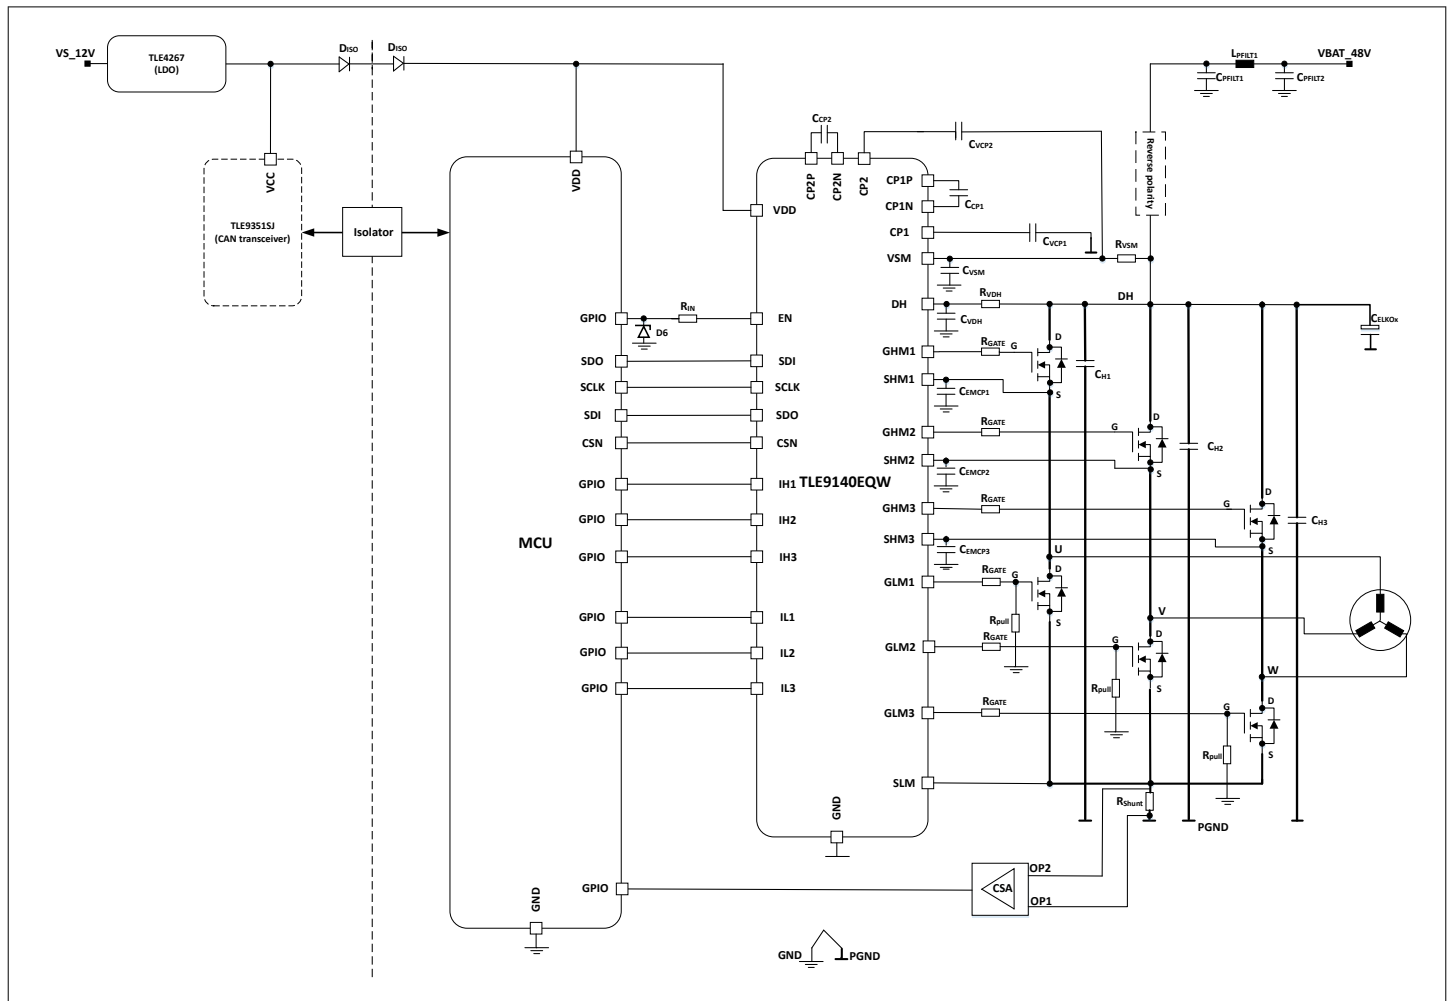 VS_12V
TLE4267
(LDO)
DISO
DISO
LPFILT1
VBAT_48V
CPFILT1
CPFILT2
CCP2
CVCP2
Reverse polarity
VCC
VDD
CP2P
CP2N
CP2
CP1P
CP1N
CCP1
VDD
TLE9351SJ
(CAN transceiver)
Isolator
CP1
CVCP1
RVSM
VSM
CVSM
DH
RVDH
DH
CVDH
CELKOx
GPIO
RIN
EN
D6
D
GHM1
RGATE
G
SDO
SDI
CH1
SHM1
CEMCP1
S
SCLK
SCLK
SDI
SDO
D
GHM2
RGATE
G
CSN
CSN
CH2
SHM2
CEMCP2
S
TLE9140EQW
GPIO
IH1
D
GHM3
RGATE
G
GPIO
IH2
CH3
MCU
SHM3
CEMCP3
S
U
GPIO
IH3
RGATE
D
GLM1
G
S
GPIO
IL1
Rpull
V
RGATE
D
GLM2
G
GPIO
IL2
W
S
GPIO
IL3
Rpull
RGATE
D
GLM3
G
S
Rpull
SLM
RShunt
GND
PGND
OP2
CSA
OP1
GPIO
GND
GND
PGND